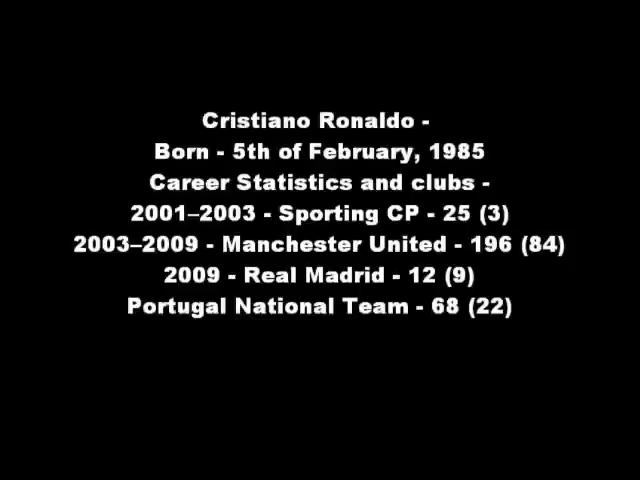 Cristiano Ronaldo -
Born - 5th of February, 1985
Career Statistics and clubs -
2001–2003 - Sporting CP - 25 (3)
2003–2009 - Manchester United - 196 (84)
2009 - Real Madrid - 12 (9)
Portugal National Team - 68 (22)